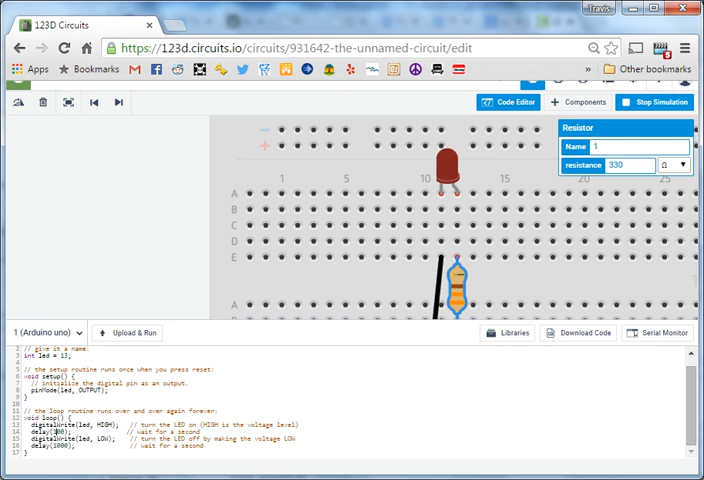 Travis
123D Circuits
https://123d.circuits.io/circuits/931642-the-unnamed-circuit/edit
Apps
Bookmarks
»
Other bookmarks
Code Editor
+ Components
Stop Simulation
Resistor
Name 1
resistance 330 Ω
1 5 10 15 20 25
A
B
C
D
E
A
1 (Arduino uno)
Upload & Run
Libraries
Download Code
Serial Monitor
2 // give it a name:
3 int led = 13;
5 // the setup routine runs once when you press reset:
6 void setup() {
7 // initialize the digital pin as an output.
8 pinMode(led, OUTPUT);
9 }
11 // the loop routine runs over and over again forever:
12 void loop() {
13 digitalWrite(led, HIGH); // turn the LED on (HIGH is the voltage level)
14 delay(100); // wait for a second
15 digitalWrite(led, LOW); // turn the LED off by making the voltage LOW
16 delay(1000); // wait for a second
17 }